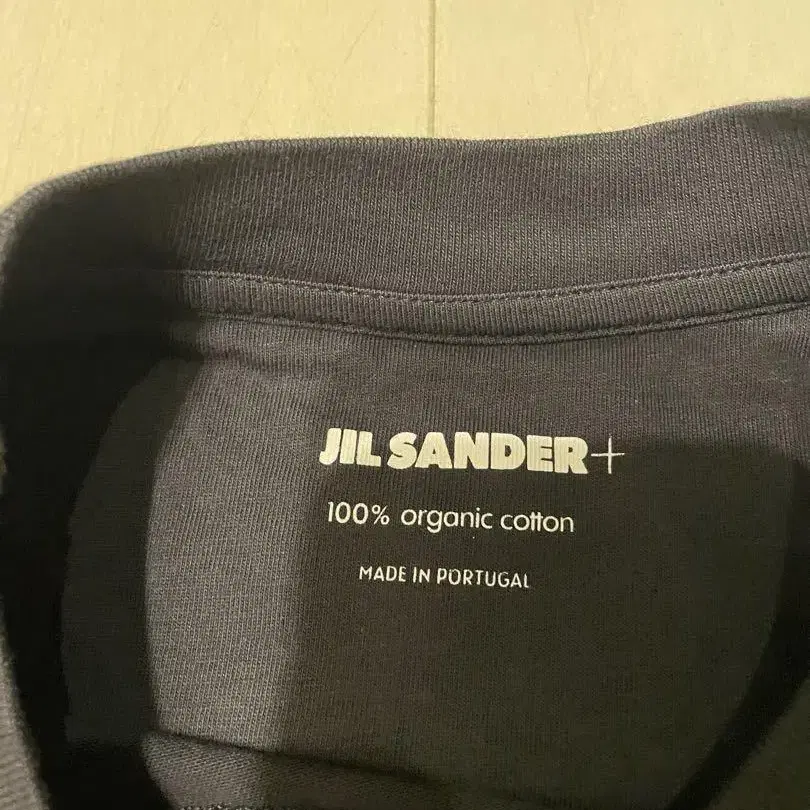 JIL SANDER+
100% organic cotton
MADE IN PORTUGAL